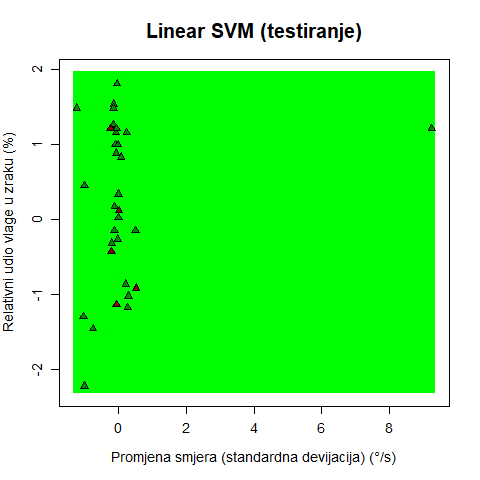 Linear SVM (testiranje)
Relativni udio vlage u zraku (%)
2
1
0
-1
-2
0 2 4 6 8
Promjena smjera (standardna devijacija) (°/s)